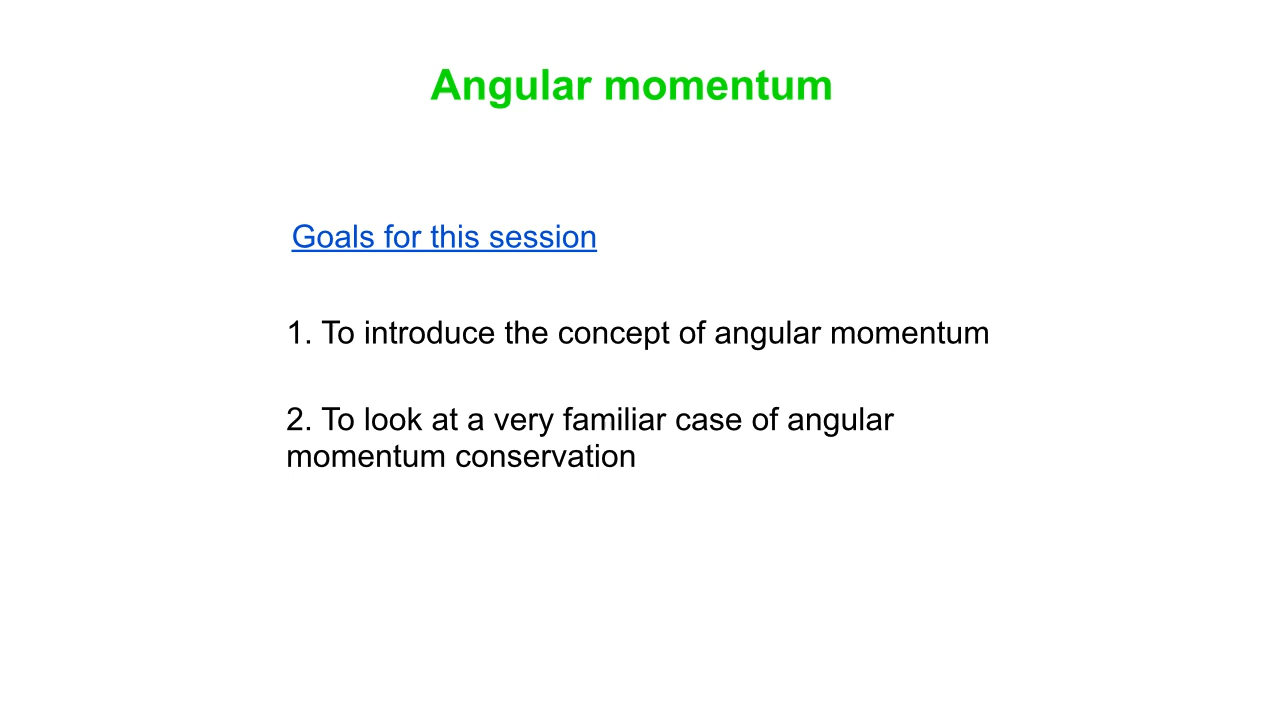 Angular momentum
Goals for this session
1. To introduce the concept of angular momentum
2. To look at a very familiar case of angular
momentum conservation